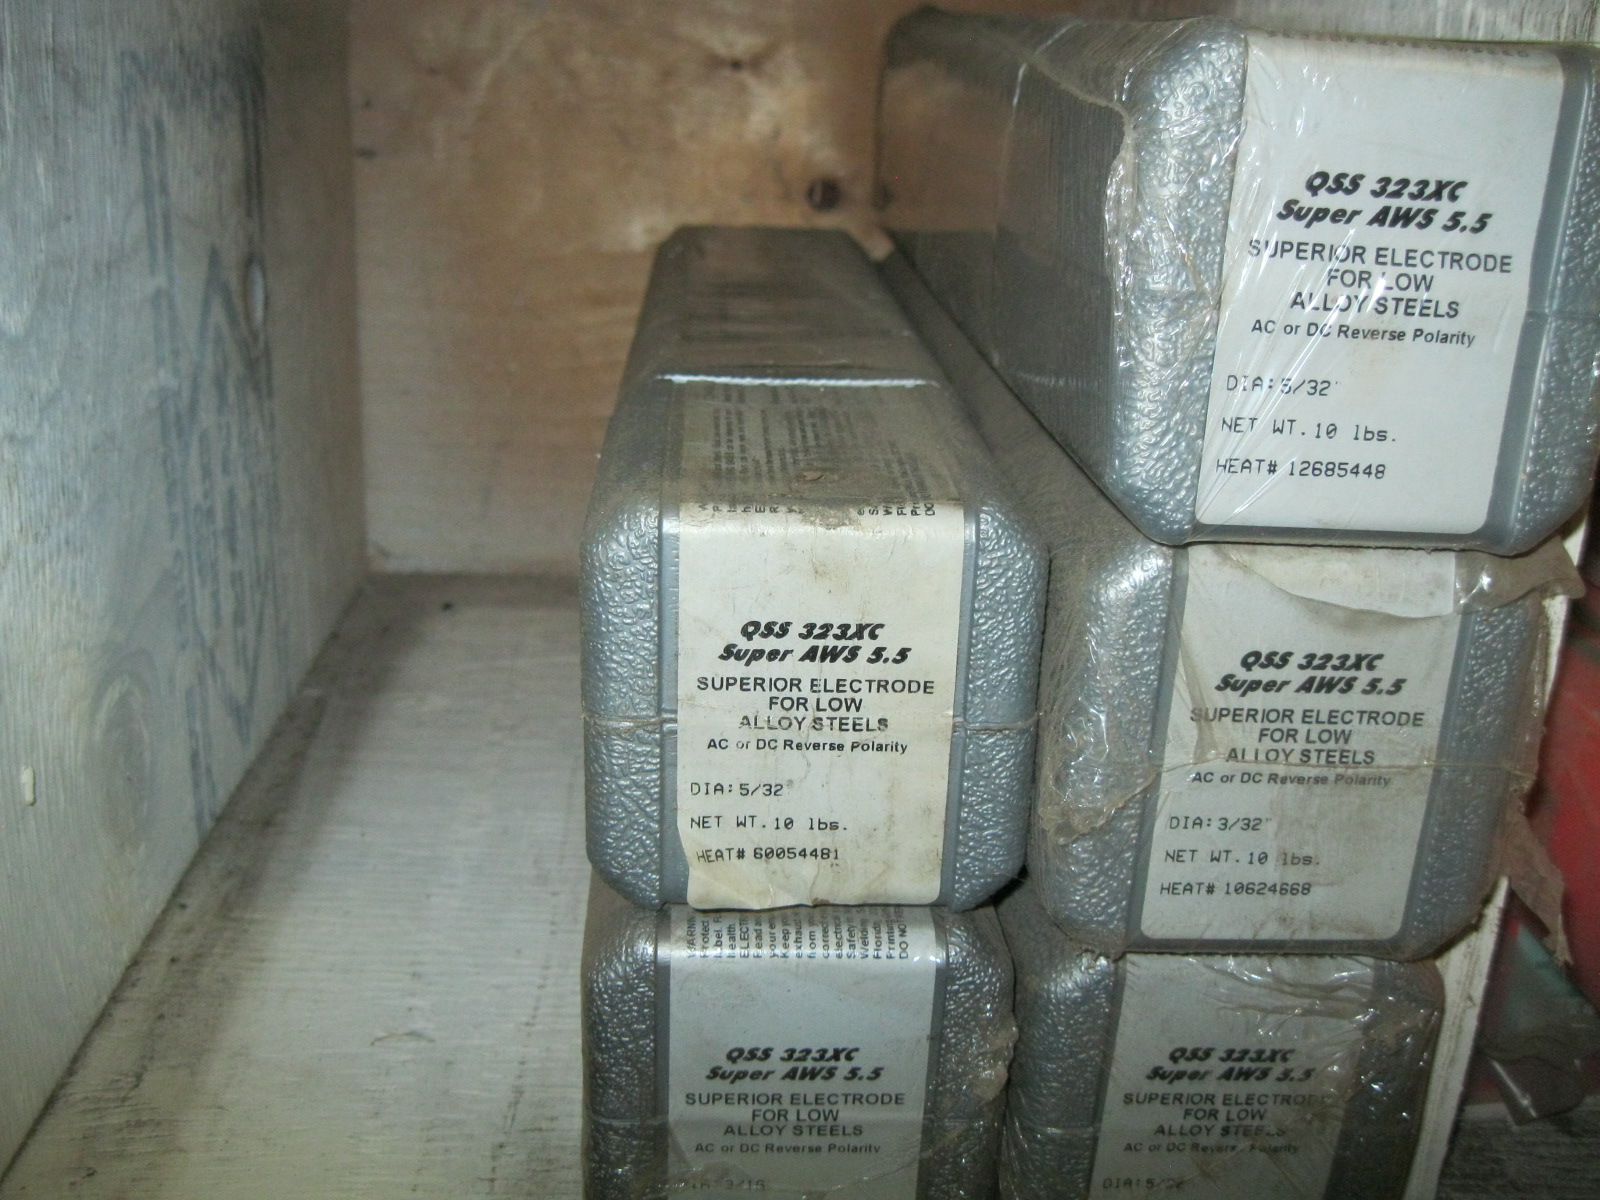 QSS 323XC
Super AWS 5.5
SUPERIOR ELECTRODE
FOR LOW
ALLOY STEELS
AC or DC Reverse Polarity
DIA: 5/32"
NET WT. 10 lbs.
HEAT# 12685448
QSS 323XC
Super AWS 5.5
SUPERIOR ELECTRODE
FOR LOW
ALLOY STEELS
AC or DC Reverse Polarity
DIA: 5/32"
NET WT. 10 lbs.
HEAT# 60054481
QSS 323XC
Super AWS 5.5
SUPERIOR ELECTRODE
FOR LOW
ALLOY STEELS
AC or DC Reverse Polarity
DIA: 3/32"
NET WT. 10 lbs.
HEAT# 10624668
QSS 323XC
Super AWS 5.5
SUPERIOR ELECTRODE
FOR LOW
ALLOY STEELS
AC or DC Reverse Polarity
QSS 323XC
Super AWS 5.5
SUPERIOR ELECTRODE
FOR LOW
ALLOY STEELS
AC or DC Reverse Polarity